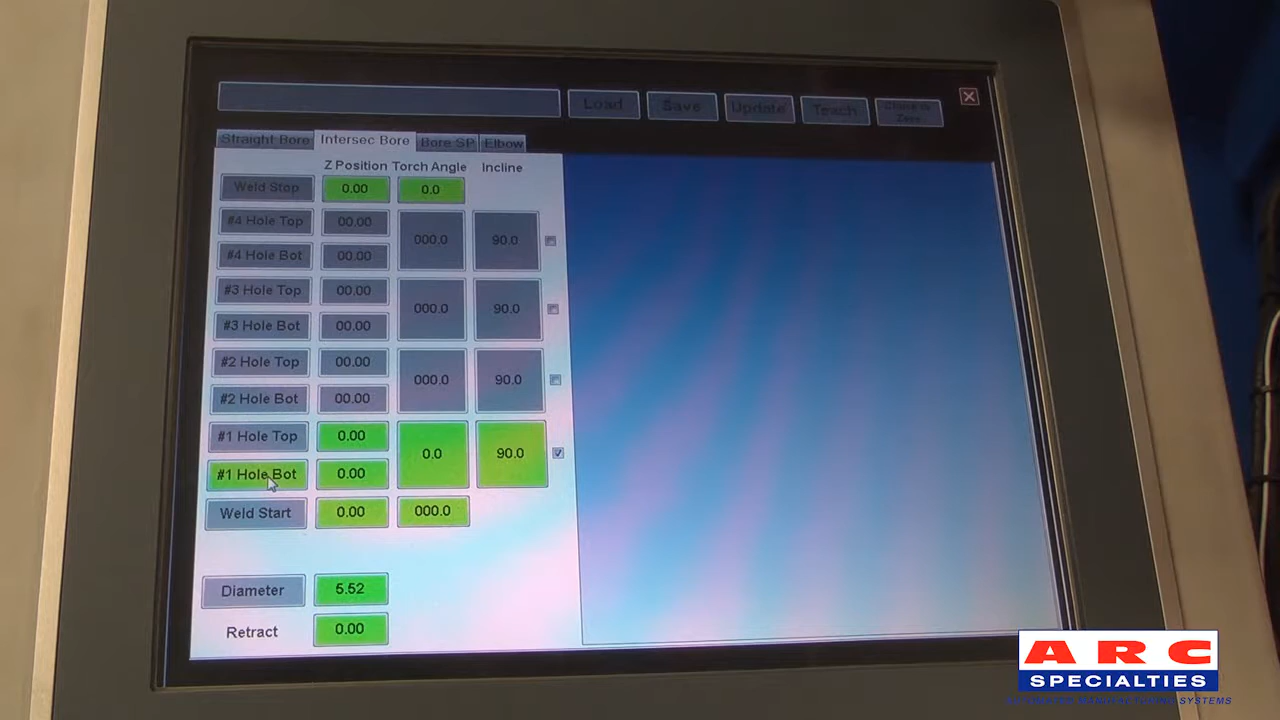 Load Save Update Teach
Straight Bore Intersec Bore Bore SP Elbow
Z Position Torch Angle Incline
Weld Stop 0.00 0.0
#4 Hole Top 00.00 000.0 90.0
#4 Hole Bot 00.00
#3 Hole Top 00.00 000.0 90.0
#3 Hole Bot 00.00
#2 Hole Top 00.00 000.0 90.0
#2 Hole Bot 00.00
#1 Hole Top 0.00 0.0 90.0
#1 Hole Bot 0.00
Weld Start 0.00 000.0
Diameter 5.52
Retract 0.00
ARC
SPECIALTIES
AUTOMATED MANUFACTURING SYSTEMS